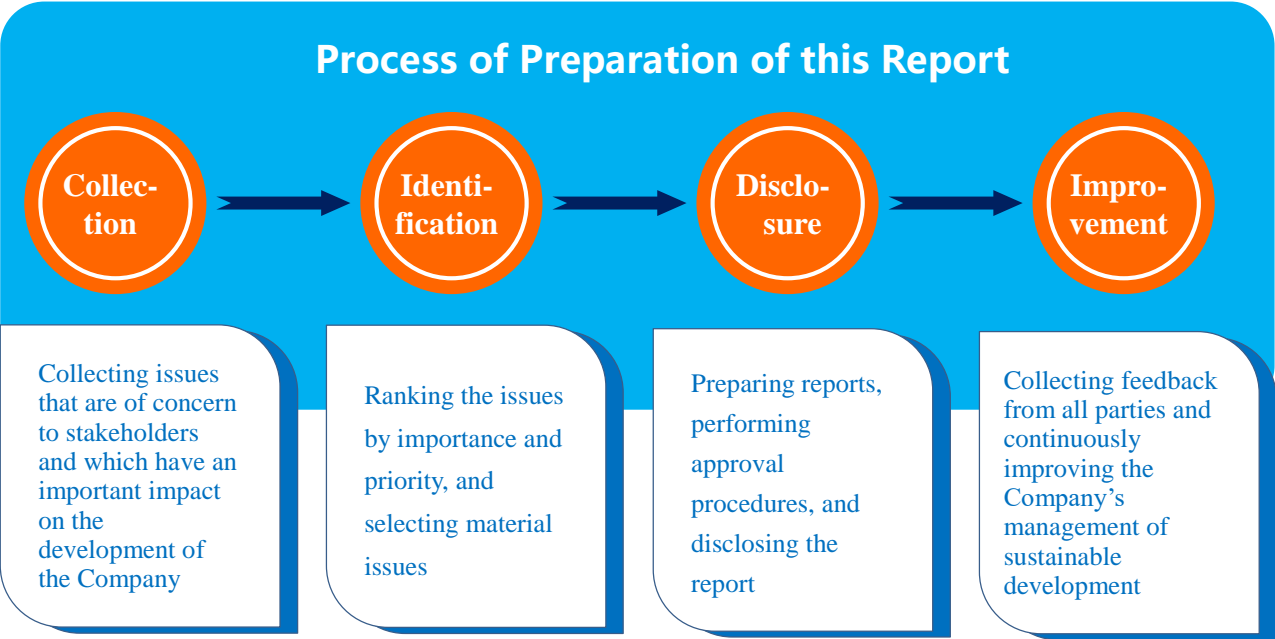 Process of Preparation of this Report
Collec-
tion
Identi-
fication
Disclo-
sure
Impro-
vement
Collecting issues
that are of concern
to stakeholders
and which have an
important impact
on the
development of
the Company
Ranking the issues
by importance and
priority, and
selecting material
issues
Preparing reports,
performing
approval
procedures, and
disclosing the
report
Collecting feedback
from all parties and
continuously
improving the
Company’s
management of
sustainable
development